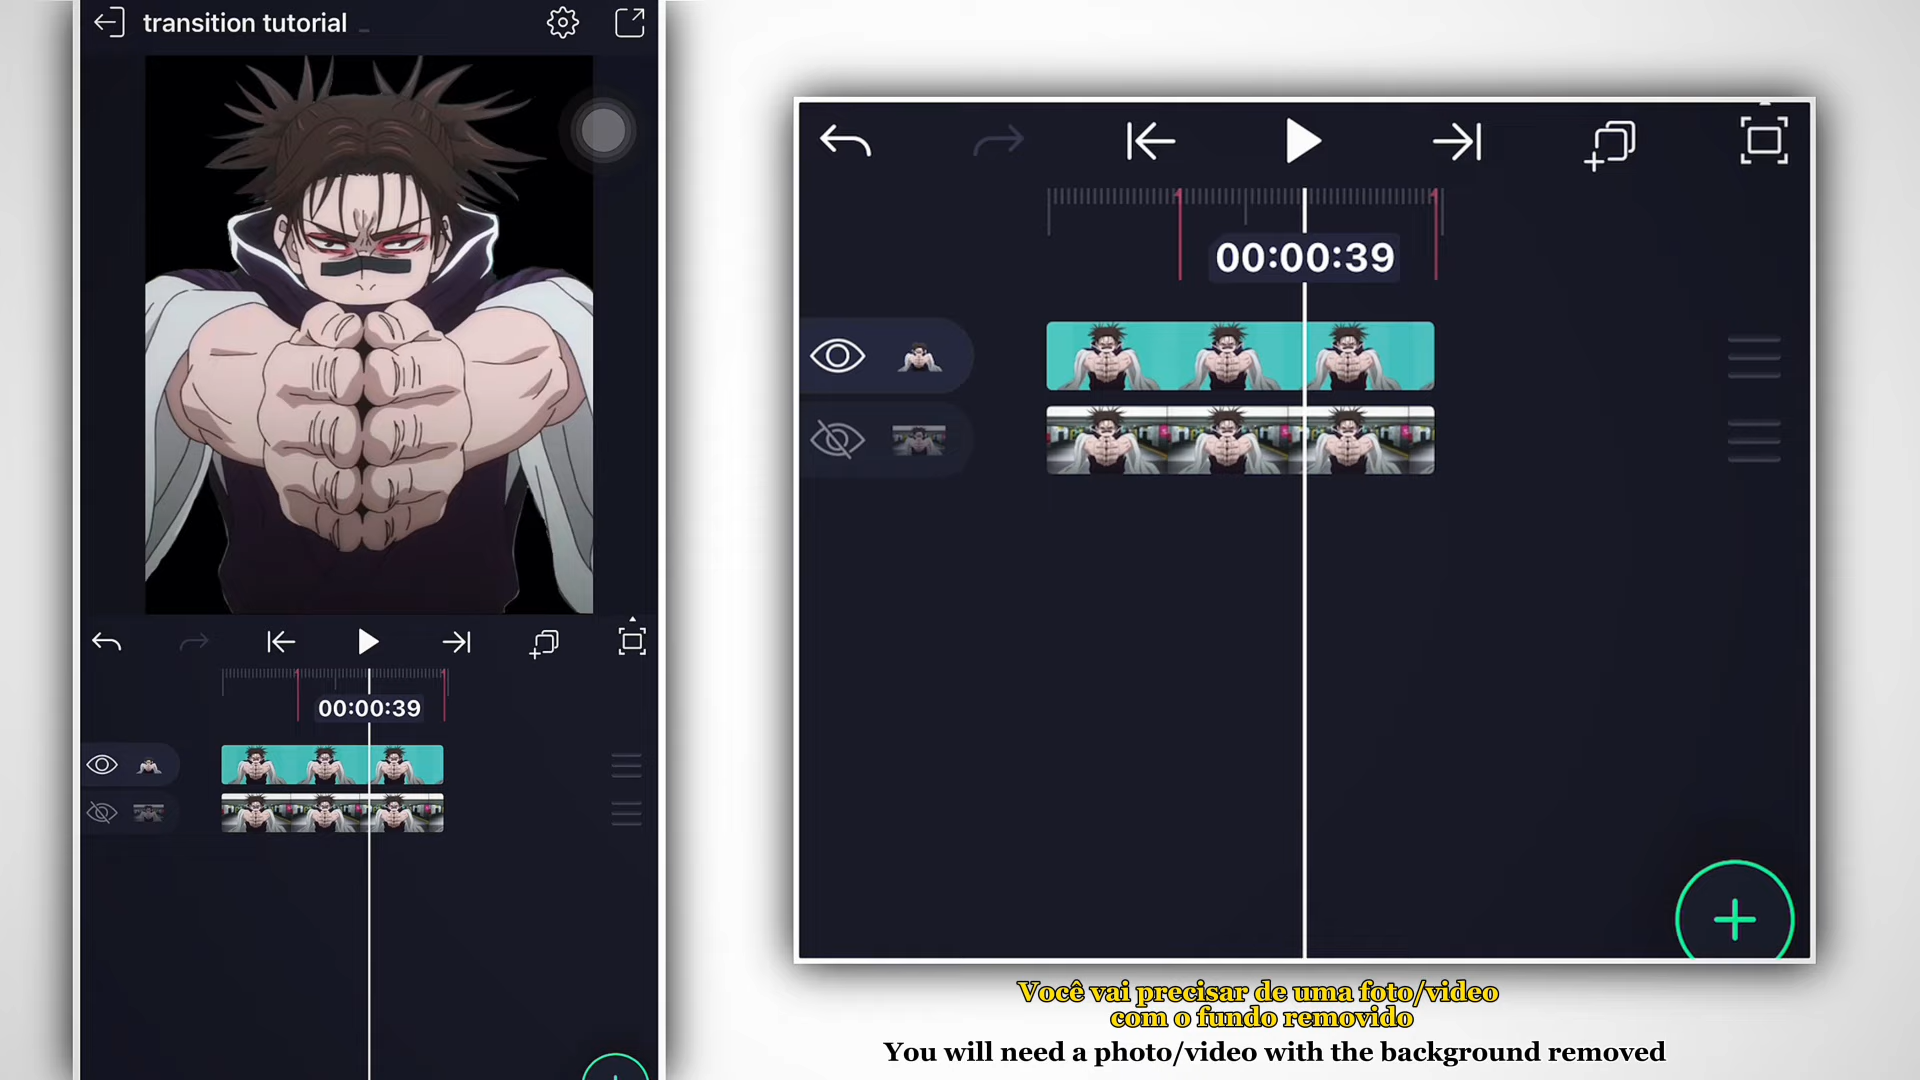 transition tutorial
00:00:39
00:00:39
Você vai precisar de uma foto/video
com o fundo removido
You will need a photo/video with the background removed